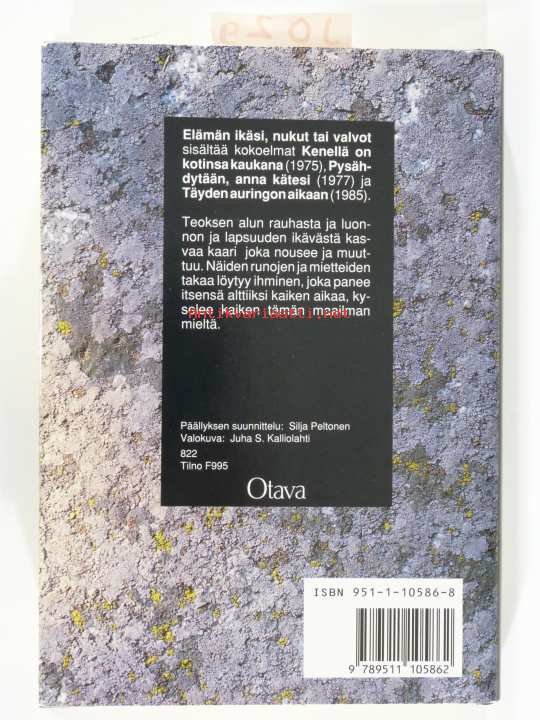 JO29
Elämän ikäsi, nukut tai valvot
sisältää kokoelmat Kenellä on
kotinsa kaukana (1975), Pysäh-
dytään, anna kätesi (1977) ja
Täyden auringon aikaan (1985).
Teoksen alun rauhasta ja luon-
non ja lapsuuden ikävästä kas-
vaa kaari joka nousee ja muut-
tuu. Näiden runojen ja mietteiden
takaa löytyy ihminen, joka panee
itsensä alttiiksi kaiken aikaa, ky-
selee kaiken tämän maailman
Antikvariaatti.net
mieltä.
Päällyksen suunnittelu: Silja Peltonen
Valokuva: Juha S. Kalliolahti
822
Tilno F995
Otava
ISBN 951-1-10586-8
9 789511 105862